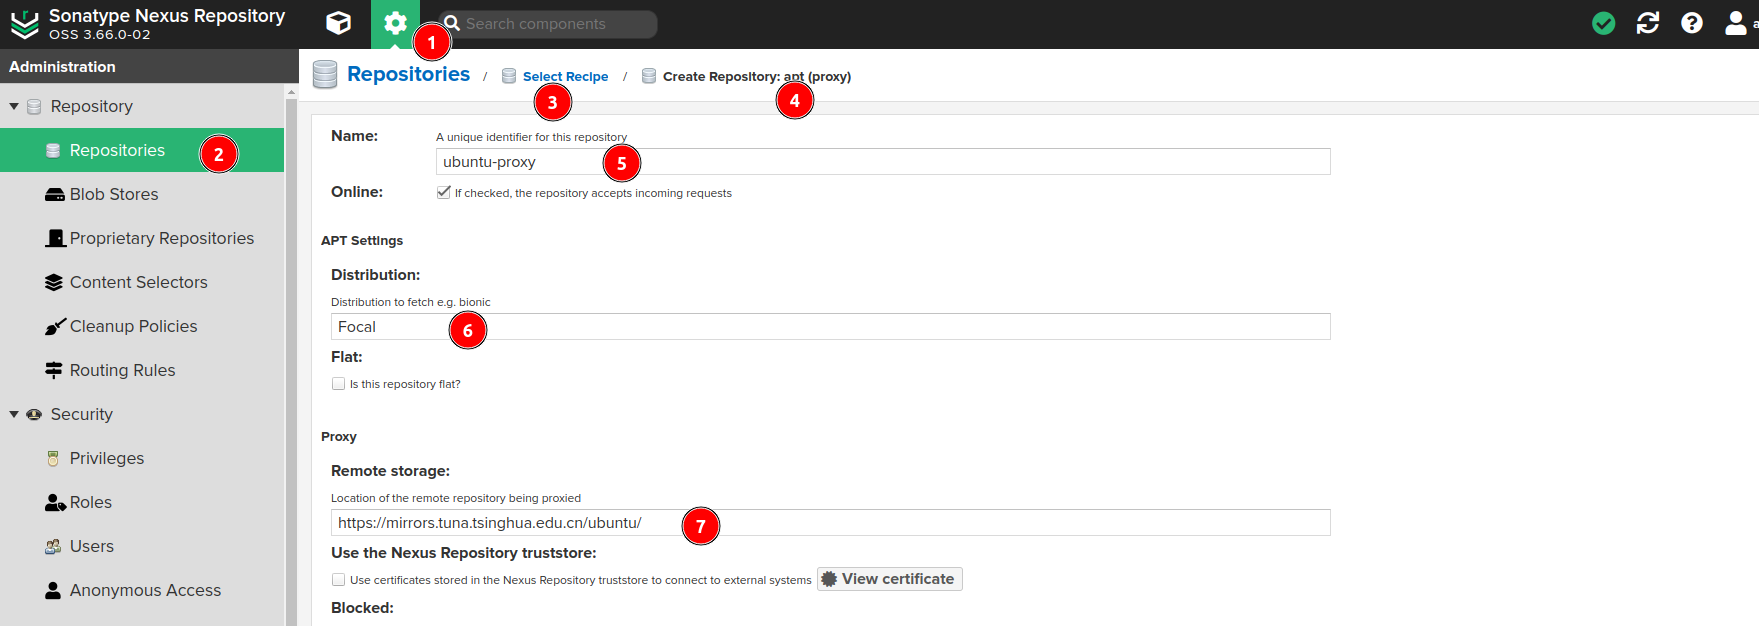 Sonatype Nexus Repository
OSS 3.66.0-02
Search components
1
Administration
Repository
Repositories
2
Blob Stores
Proprietary Repositories
Content Selectors
Cleanup Policies
Routing Rules
Security
Privileges
Roles
Users
Anonymous Access
Repositories / Select Recipe / Create Repository: apt (proxy)
3
4
Name: A unique identifier for this repository
ubuntu-proxy
5
Online: If checked, the repository accepts incoming requests
APT Settings
Distribution:
Distribution to fetch e.g. bionic
Focal
6
Flat:
Is this repository flat?
Proxy
Remote storage:
Location of the remote repository being proxied
https://mirrors.tuna.tsinghua.edu.cn/ubuntu/
7
Use the Nexus Repository truststore:
Use certificates stored in the Nexus Repository truststore to connect to external systems View certificate
Blocked: